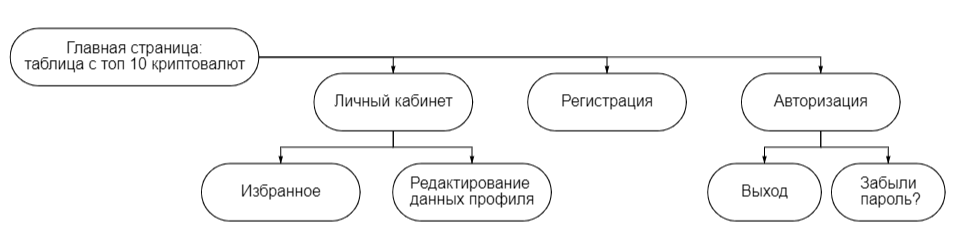 Главная страница:
таблица с топ 10 криптовалют
Личный кабинет
Регистрация
Авторизация
Избранное
Редактирование
данных профиля
Выход
Забыли
пароль?